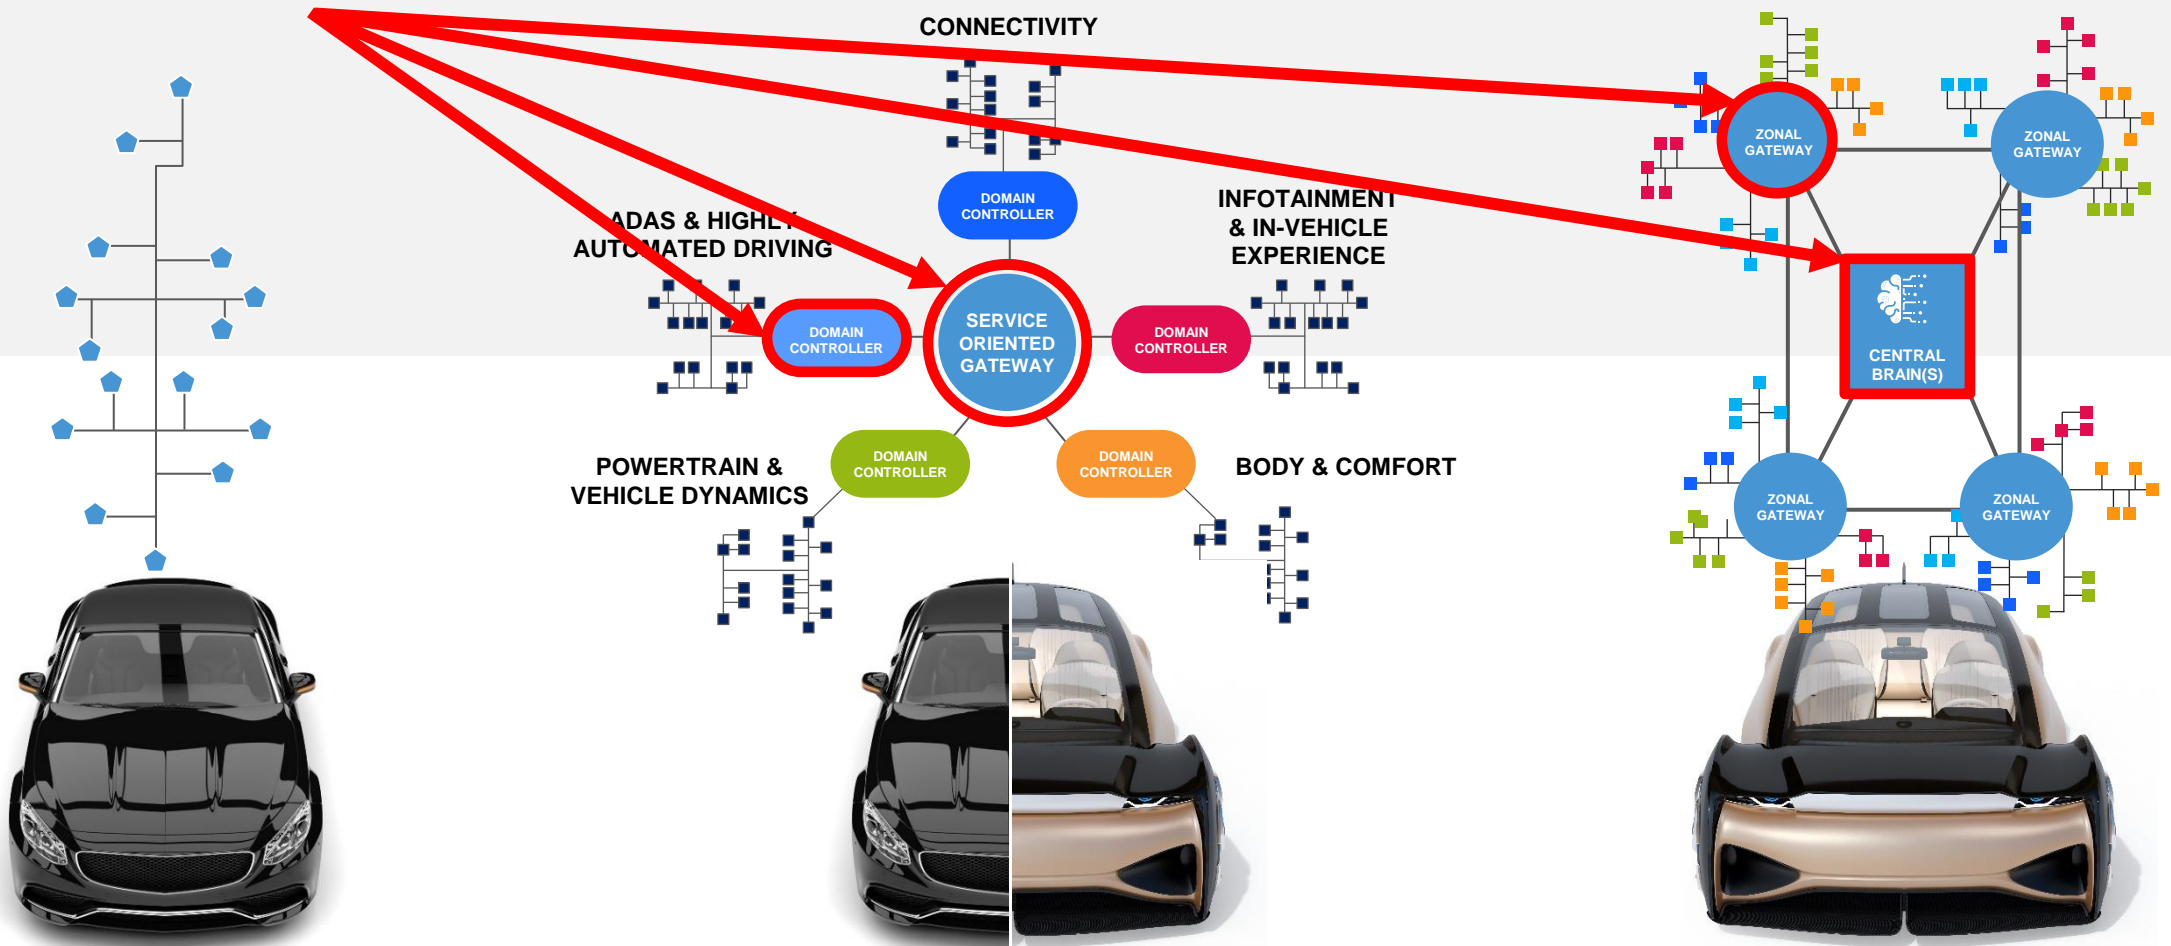 CONNECTIVITY
DOMAIN
CONTROLLER
ADAS & HIGHLY
AUTOMATED DRIVING
INFOTAINMENT
& IN-VEHICLE
EXPERIENCE
DOMAIN
CONTROLLER
SERVICE
ORIENTED
GATEWAY
DOMAIN
CONTROLLER
POWERTRAIN &
VEHICLE DYNAMICS
DOMAIN
CONTROLLER
DOMAIN
CONTROLLER
BODY & COMFORT
ZONAL
GATEWAY
ZONAL
GATEWAY
CENTRAL
BRAIN(S)
ZONAL
GATEWAY
ZONAL
GATEWAY